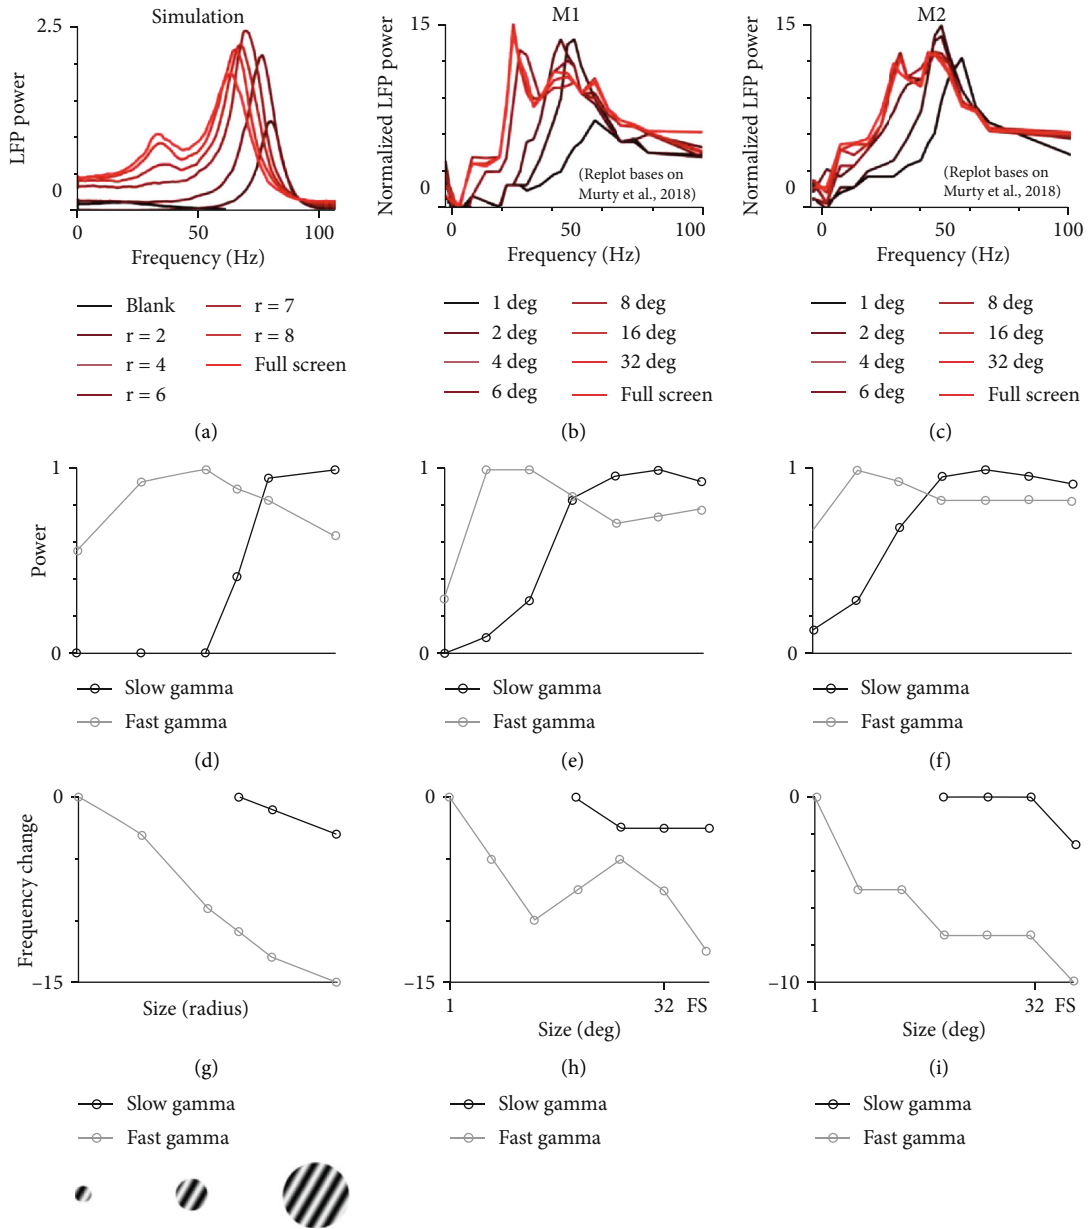 Simulation
2.5
0
LFP power
0 50 100
Frequency (Hz)
Blank
r = 2
r = 4
r = 6
r = 7
r = 8
Full screen
(a)
M1
15
0
Normalized LFP power
(Replot bases on
Murty et al., 2018)
0 100
Frequency (Hz)
1 deg
2 deg
4 deg
6 deg
8 deg
16 deg
32 deg
Full screen
(b)
M2
15
0
Normalized LFP power
(Replot bases on
Murty et al., 2018)
0 100
Frequency (Hz)
1 deg
2 deg
4 deg
6 deg
8 deg
16 deg
32 deg
Full screen
(c)
1
0
Power
Slow gamma
Fast gamma
(d)
1
0
Slow gamma
Fast gamma
(e)
1
0
Slow gamma
Fast gamma
(f)
0
−15
Frequency change
Size (radius)
(g)
Slow gamma
Fast gamma
0
−15
1 32 FS
Size (deg)
(h)
Slow gamma
Fast gamma
0
−10
1 32 FS
Size (deg)
(i)
Slow gamma
Fast gamma